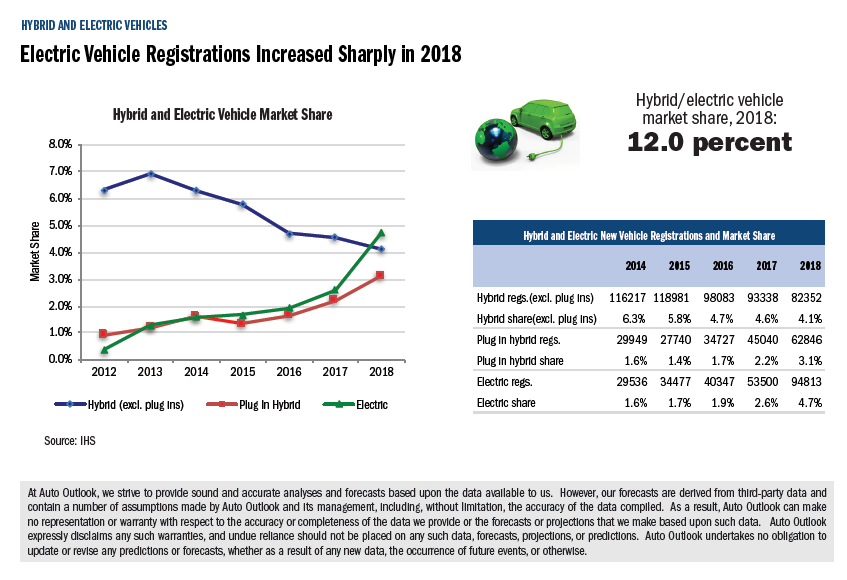 HYBRID AND ELECTRIC VEHICLES
Electric Vehicle Registrations Increased Sharply in 2018
Hybrid and Electric Vehicle Market Share
8.0%
7.0%
6.0%
5.0%
4.0%
3.0%
2.0%
1.0%
0.0%
Market Share
2012 2013 2014 2015 2016 2017 2018
Hybrid (excl. plug ins) Plug In Hybrid Electric
Source: IHS
Hybrid/electric vehicle
market share, 2018:
12.0 percent
Hybrid and Electric New Vehicle Registrations and Market Share
2014 2015 2016 2017 2018
Hybrid regs.(excl. plug ins) 116217 118981 98083 93338 82352
Hybrid share(excl. plug ins) 6.3% 5.8% 4.7% 4.6% 4.1%
Plug in hybrid regs. 29949 27740 34727 45040 62846
Plug in hybrid share 1.6% 1.4% 1.7% 2.2% 3.1%
Electric regs. 29536 34477 40347 53500 94813
Electric share 1.6% 1.7% 1.9% 2.6% 4.7%
At Auto Outlook, we strive to provide sound and accurate analyses and forecasts based upon the data available to us. However, our forecasts are derived from third-party data and
contain a number of assumptions made by Auto Outlook and its management, including, without limitation, the accuracy of the data compiled. As a result, Auto Outlook can make
no representation or warranty with respect to the accuracy or completeness of the data we provide or the forecasts or projections that we make based upon such data. Auto Outlook
expressly disclaims any such warranties, and undue reliance should not be placed on any such data, forecasts, projections, or predictions. Auto Outlook undertakes no obligation to
update or revise any predictions or forecasts, whether as a result of any new data, the occurrence of future events, or otherwise.